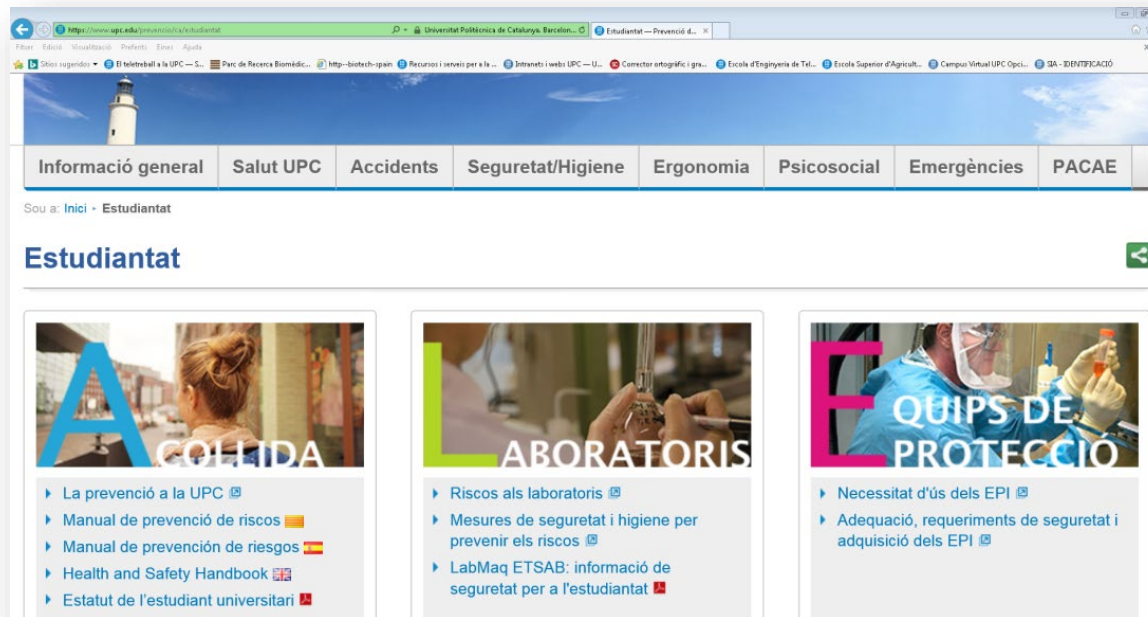 https://www.upc.edu/prevencio/ca/estudiantat
Universitat Politècnica de Catalunya. Barcelon...
Estudiantat — Prevenció d...
Fitxer Edició Visualització Preferits Eines Ajuda
Sitios sugeridos
El teletreball a la UPC — S...
Parc de Recerca Biomèdic...
http--biotech-spain
Recursos i serveis per a la ...
Intranets i webs UPC — U...
Corrector ortogràfic i gra...
Escola d'Enginyeria de Tel...
Escola Superior d'Agricult...
Campus Virtual UPC Opci...
SIA - IDENTIFICACIÓ
Informació general
Salut UPC
Accidents
Seguretat/Higiene
Ergonomia
Psicosocial
Emergències
PACAE
Sou a: Inici Estudiantat
Estudiantat
ACOLLIDA
La prevenció a la UPC
Manual de prevenció de riscos
Manual de prevención de riesgos
Health and Safety Handbook
Estatut de l'estudiant universitari
LABORATORIS
Riscos als laboratoris
Mesures de seguretat i higiene per
prevenir els riscos
LabMaq ETSAB: informació de
seguretat per a l'estudiantat
EQUIPS DE
PROTECCIÓ
Necessitat d'ús dels EPI
Adequació, requeriments de seguretat i
adquisició dels EPI